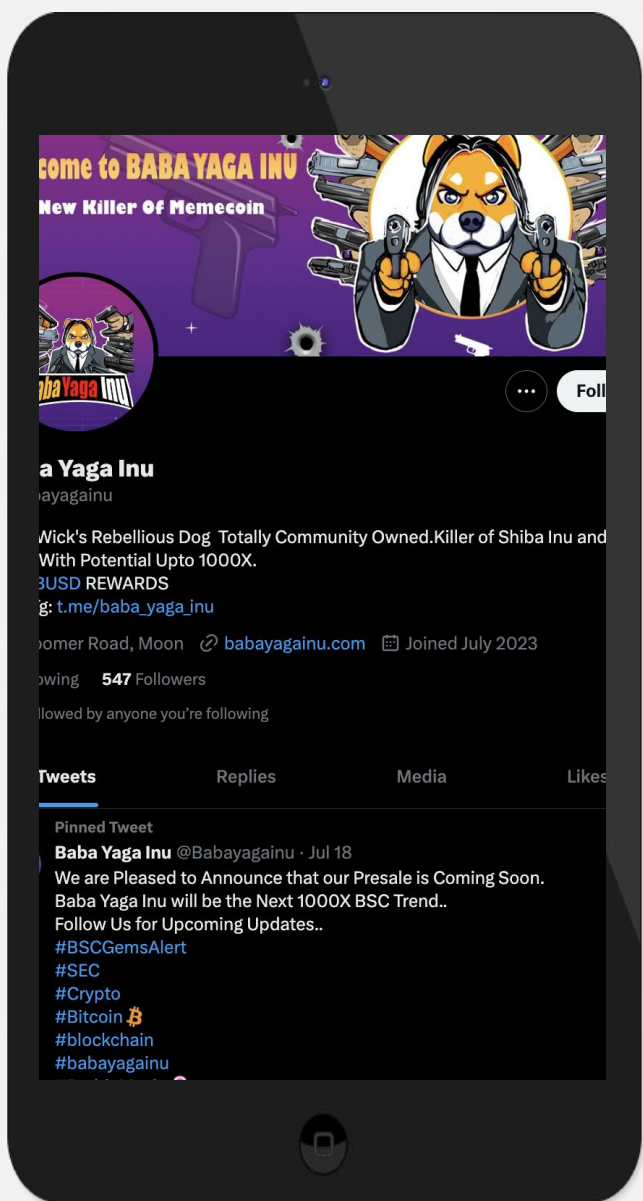 come to BABA YAGA INU
New Killer Of Memecoin
baYaga Inu
Foll
a Yaga Inu
ayagainu
Wick's Rebellious Dog Totally Community Owned.Killer of Shiba Inu and
With Potential Upto 1000X.
BUSD REWARDS
g: t.me/baba_yaga_inu
oomer Road, Moon babayagainu.com Joined July 2023
owing 547 Followers
llowed by anyone you're following
Tweets Replies Media Likes
Pinned Tweet
Baba Yaga Inu @Babayagainu · Jul 18
We are Pleased to Announce that our Presale is Coming Soon.
Baba Yaga Inu will be the Next 1000X BSC Trend..
Follow Us for Upcoming Updates..
#BSCGemsAlert
#SEC
#Crypto
#Bitcoin
#blockchain
#babayagainu